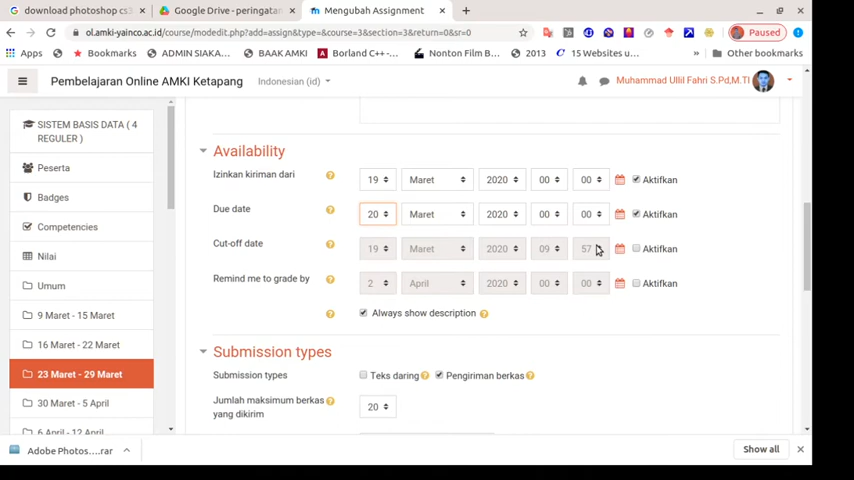 download photoshop cs3
Google Drive - peringatan
Mengubah Assignment
ol.amki-yainco.ac.id/course/modedit.php?add=assign&type=&course=3&section=3&return=0&sr=0
Paused
Apps
Bookmarks
ADMIN SIAKA...
BAAK AMKI
Borland C++ -...
Nonton Film B...
2013
15 Websites u...
Other bookmarks
Pembelajaran Online AMKI Ketapang
Indonesian (id)
Muhammad Ullil Fahri S.Pd,M.TI
SISTEM BASIS DATA ( 4
REGULER )
Peserta
Badges
Competencies
Nilai
Umum
9 Maret - 15 Maret
16 Maret - 22 Maret
23 Maret - 29 Maret
30 Maret - 5 April
6 April - 12 April
Availability
Izinkan kiriman dari
19 Maret 2020 00 00 Aktifkan
Due date
20 Maret 2020 00 00 Aktifkan
Cut-off date
19 Maret 2020 09 57 Aktifkan
Remind me to grade by
2 April 2020 00 00 Aktifkan
Always show description
Submission types
Submission types
Teks daring
Pengiriman berkas
Jumlah maksimum berkas
yang dikirim
20
Adobe Photos....rar
Show all